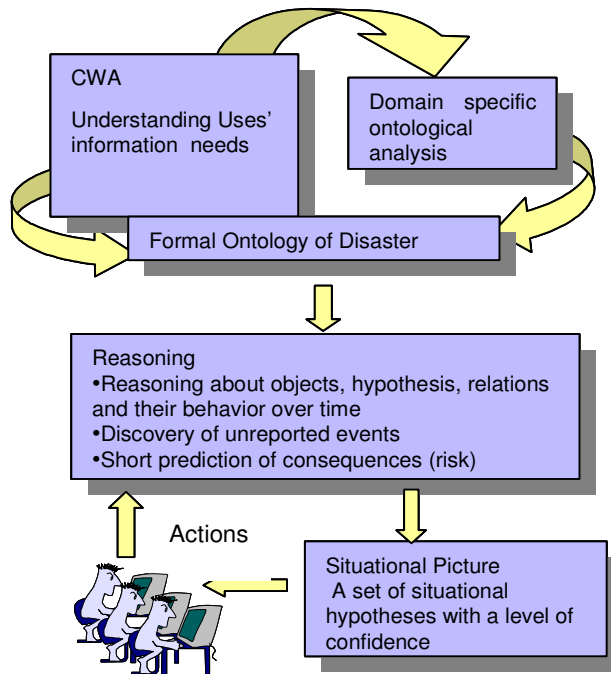 CWA
Understanding Uses'
information needs
Domain specific
ontological
analysis
Formal Ontology of Disaster
Reasoning
•Reasoning about objects, hypothesis, relations
and their behavior over time
•Discovery of unreported events
•Short prediction of consequences (risk)
Actions
Situational Picture
A set of situational
hypotheses with a level of
confidence